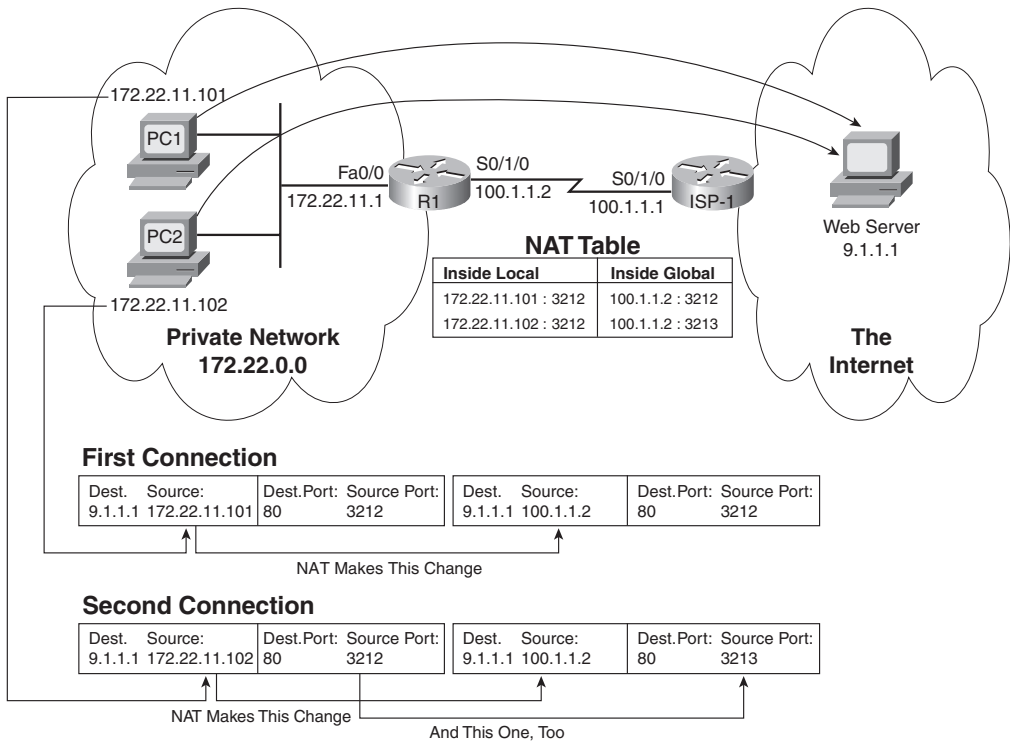 172.22.11.101
PC1
PC2
172.22.11.102
Private Network
172.22.0.0
Fa0/0
172.22.11.1
R1
S0/1/0
100.1.1.2
S0/1/0
100.1.1.1
ISP-1
Web Server
9.1.1.1
The
Internet
NAT Table
Inside Local Inside Global
172.22.11.101 : 3212 100.1.1.2 : 3212
172.22.11.102 : 3212 100.1.1.2 : 3213
First Connection
Dest. Source: Dest.Port: Source Port: Dest. Source: Dest.Port: Source Port:
9.1.1.1 172.22.11.101 80 3212 9.1.1.1 100.1.1.2 80 3212
NAT Makes This Change
Second Connection
Dest. Source: Dest.Port: Source Port: Dest. Source: Dest.Port: Source Port:
9.1.1.1 172.22.11.102 80 3212 9.1.1.1 100.1.1.2 80 3213
NAT Makes This Change
And This One, Too